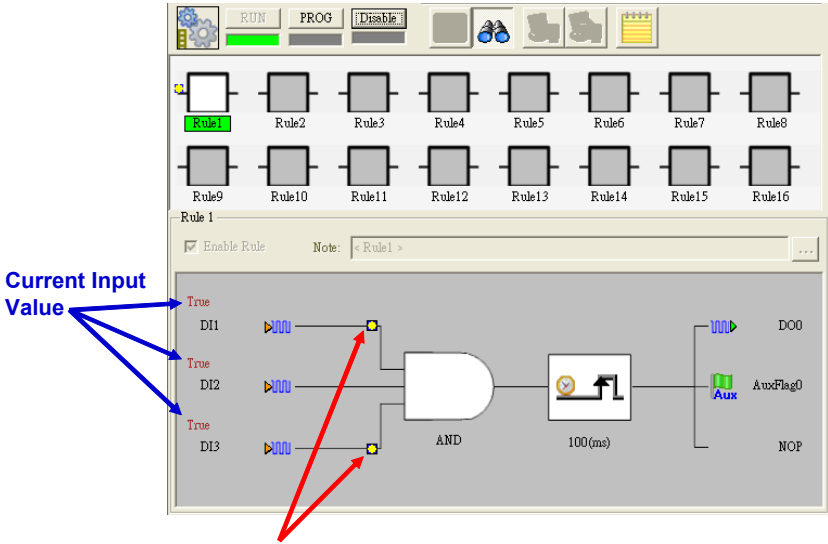 RUN PROG Disable
Rule1 Rule2 Rule3 Rule4 Rule5 Rule6 Rule7 Rule8
Rule9 Rule10 Rule11 Rule12 Rule13 Rule14 Rule15 Rule16
Rule 1
Enable Rule Note: < Rule1 > ...
Current Input
Value
True
DI1
True
DI2
True
DI3
AND
100(ms)
DO0
Aux AuxFlag0
NOP